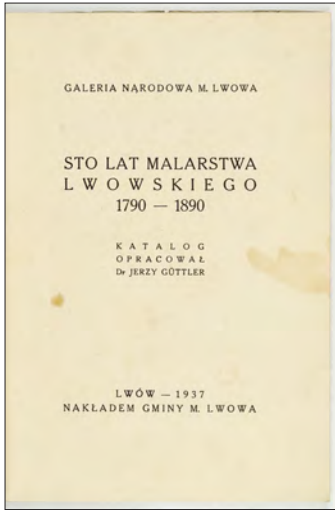 GALERIA NARODOWA M. LWOWA
STO LAT MALARSTWA
LWOWSKIEGO
1790 — 1890
KATALOG
OPRACOWAŁ
Dr JERZY GÜTTLER
LWÓW — 1937
NAKŁADEM GMINY M. LWOWA